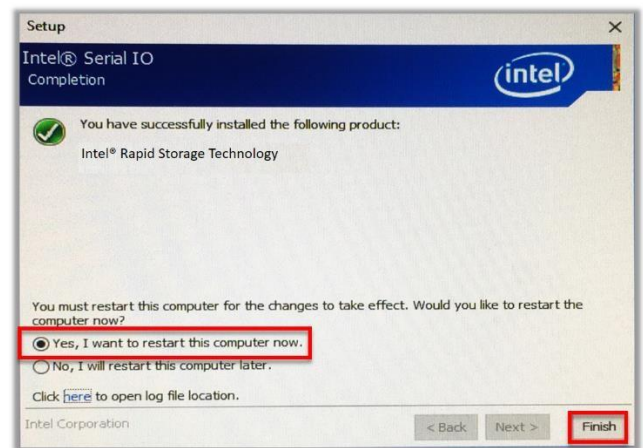 Setup
Intel® Serial IO
Completion
intel
You have successfully installed the following product:
Intel® Rapid Storage Technology
You must restart this computer for the changes to take effect. Would you like to restart the
computer now?
Yes, I want to restart this computer now.
No, I will restart this computer later.
Click here to open log file location.
Intel Corporation
< Back
Next >
Finish